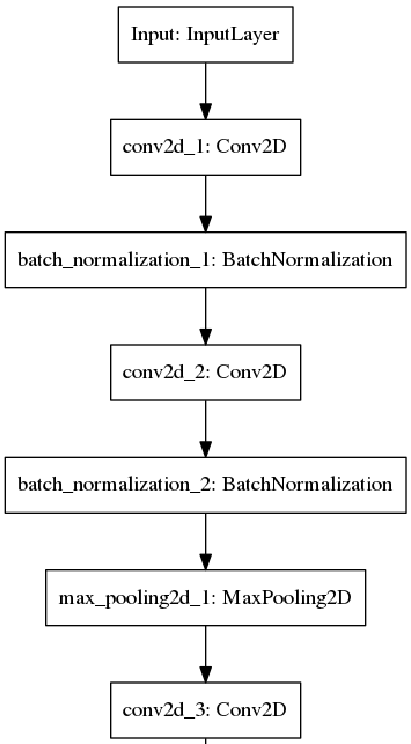 Input: InputLayer
conv2d_1: Conv2D
batch_normalization_1: BatchNormalization
conv2d_2: Conv2D
batch_normalization_2: BatchNormalization
max_pooling2d_1: MaxPooling2D
conv2d_3: Conv2D